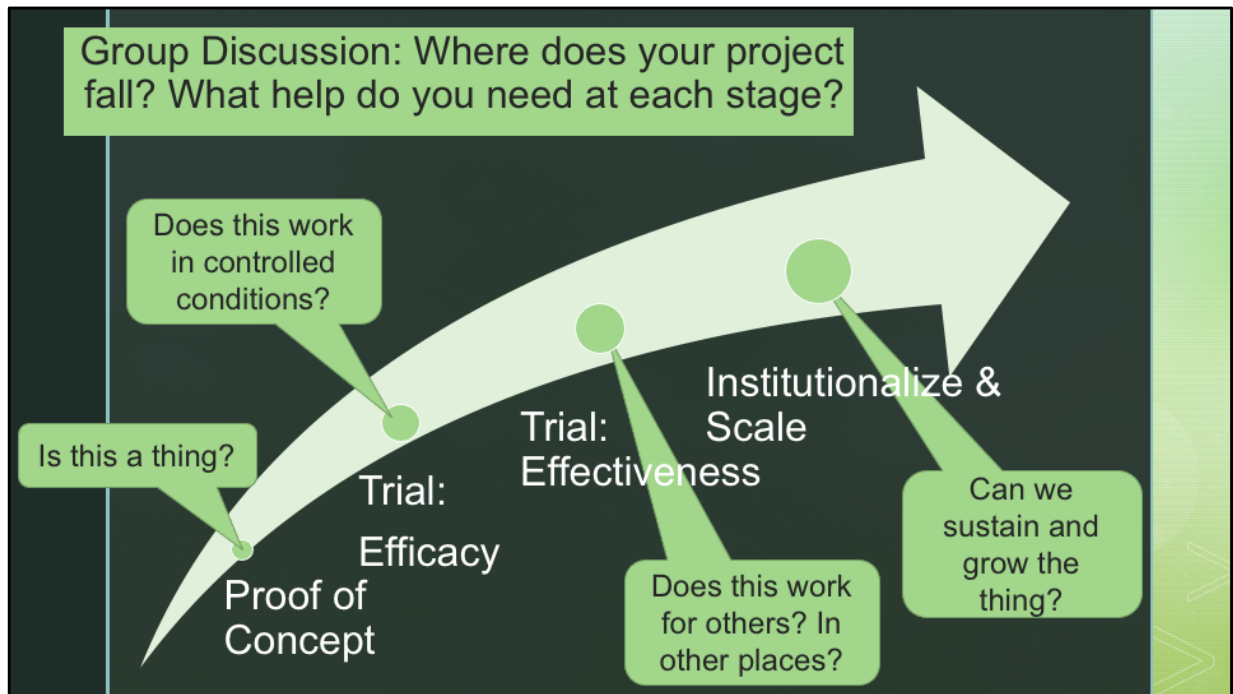 Group Discussion: Where does your project
fall? What help do you need at each stage?
Does this work
in controlled
conditions?
Is this a thing?
Proof of
Concept
Trial:
Efficacy
Trial:
Effectiveness
Institutionalize &
Scale
Does this work
for others? In
other places?
Can we
sustain and
grow the
thing?